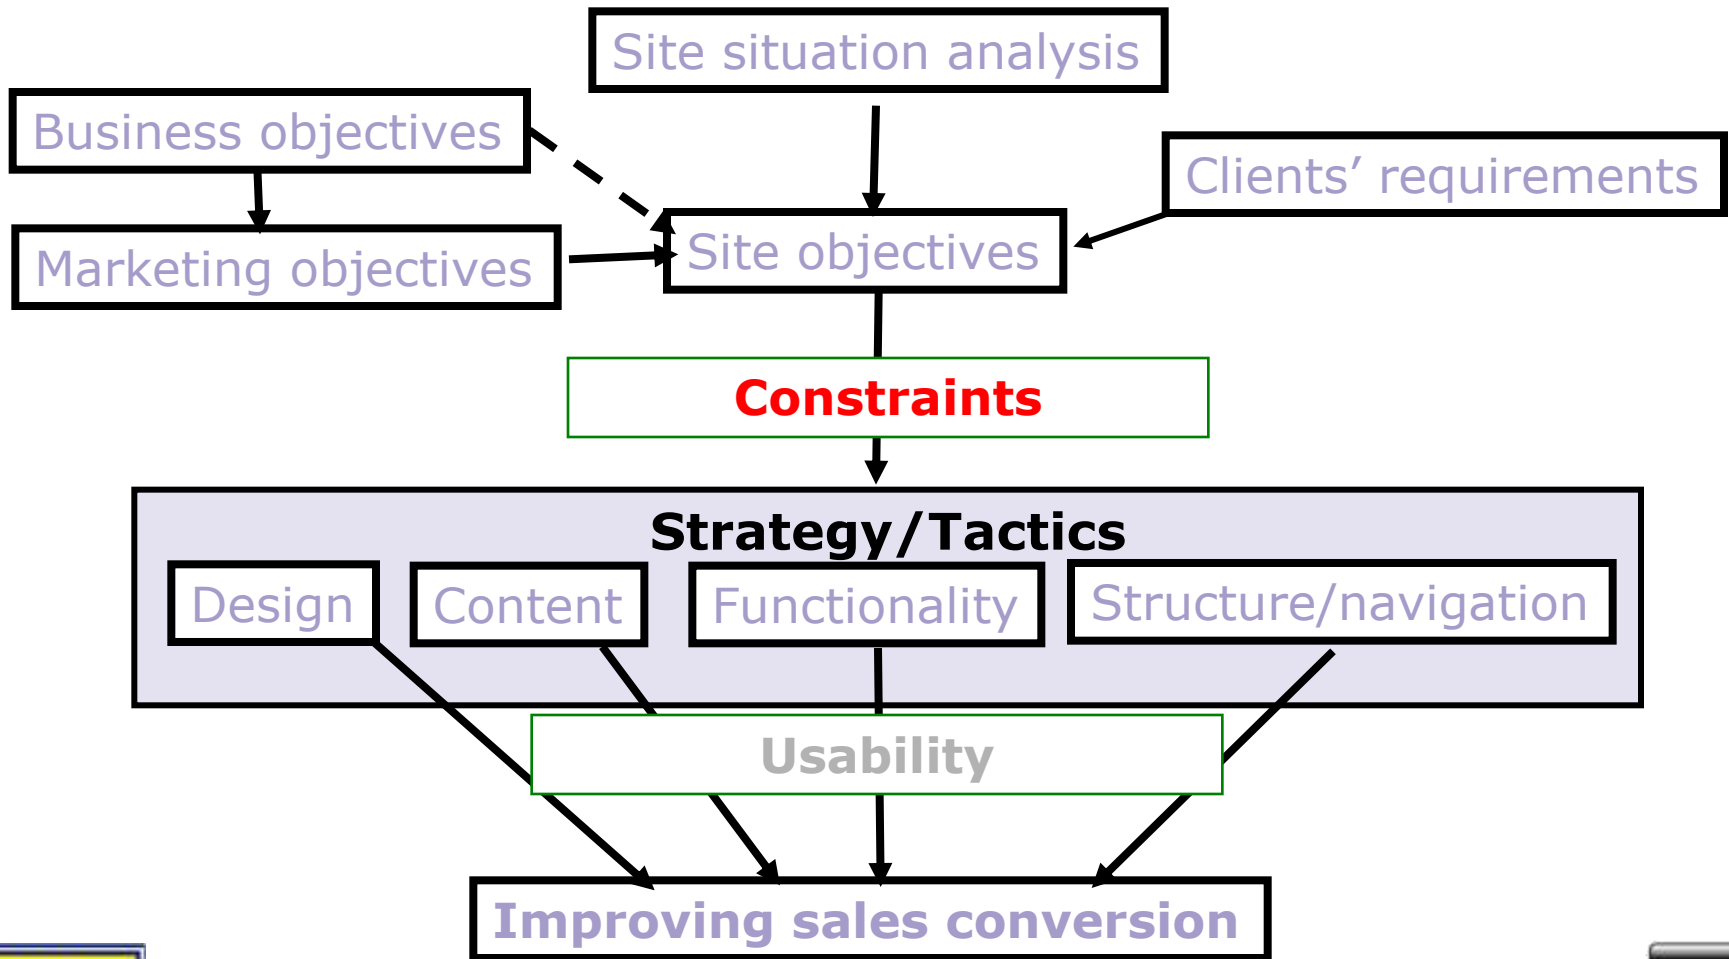 Site situation analysis
Business objectives
Clients’ requirements
Marketing objectives
Site objectives
Constraints
Strategy/Tactics
Design
Content
Functionality
Structure/navigation
Usability
Improving sales conversion